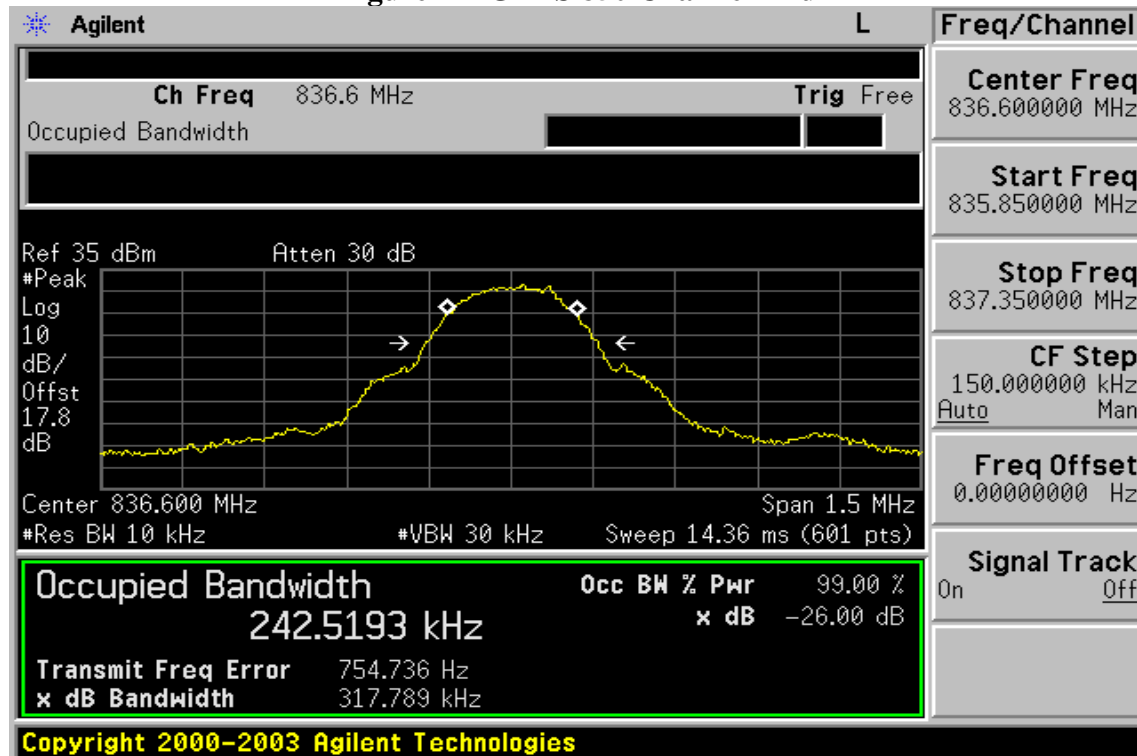 Agilent L Freq/Channel
Ch Freq 836.6 MHz Trig Free
Occupied Bandwidth
Center Freq
836.600000 MHz
Start Freq
835.850000 MHz
Stop Freq
837.350000 MHz
CF Step
150.000000 kHz
Auto Man
Freq Offset
0.00000000 Hz
Signal Track
On Off
Ref 35 dBm Atten 30 dB
#Peak
Log
10
dB/
Offst
17.8
dB
Center 836.600 MHz Span 1.5 MHz
#Res BW 10 kHz #VBW 30 kHz Sweep 14.36 ms (601 pts)
Occupied Bandwidth Occ BW % Pwr 99.00 %
242.5193 kHz x dB -26.00 dB
Transmit Freq Error 754.736 Hz
x dB Bandwidth 317.789 kHz
Copyright 2000-2003 Agilent Technologies